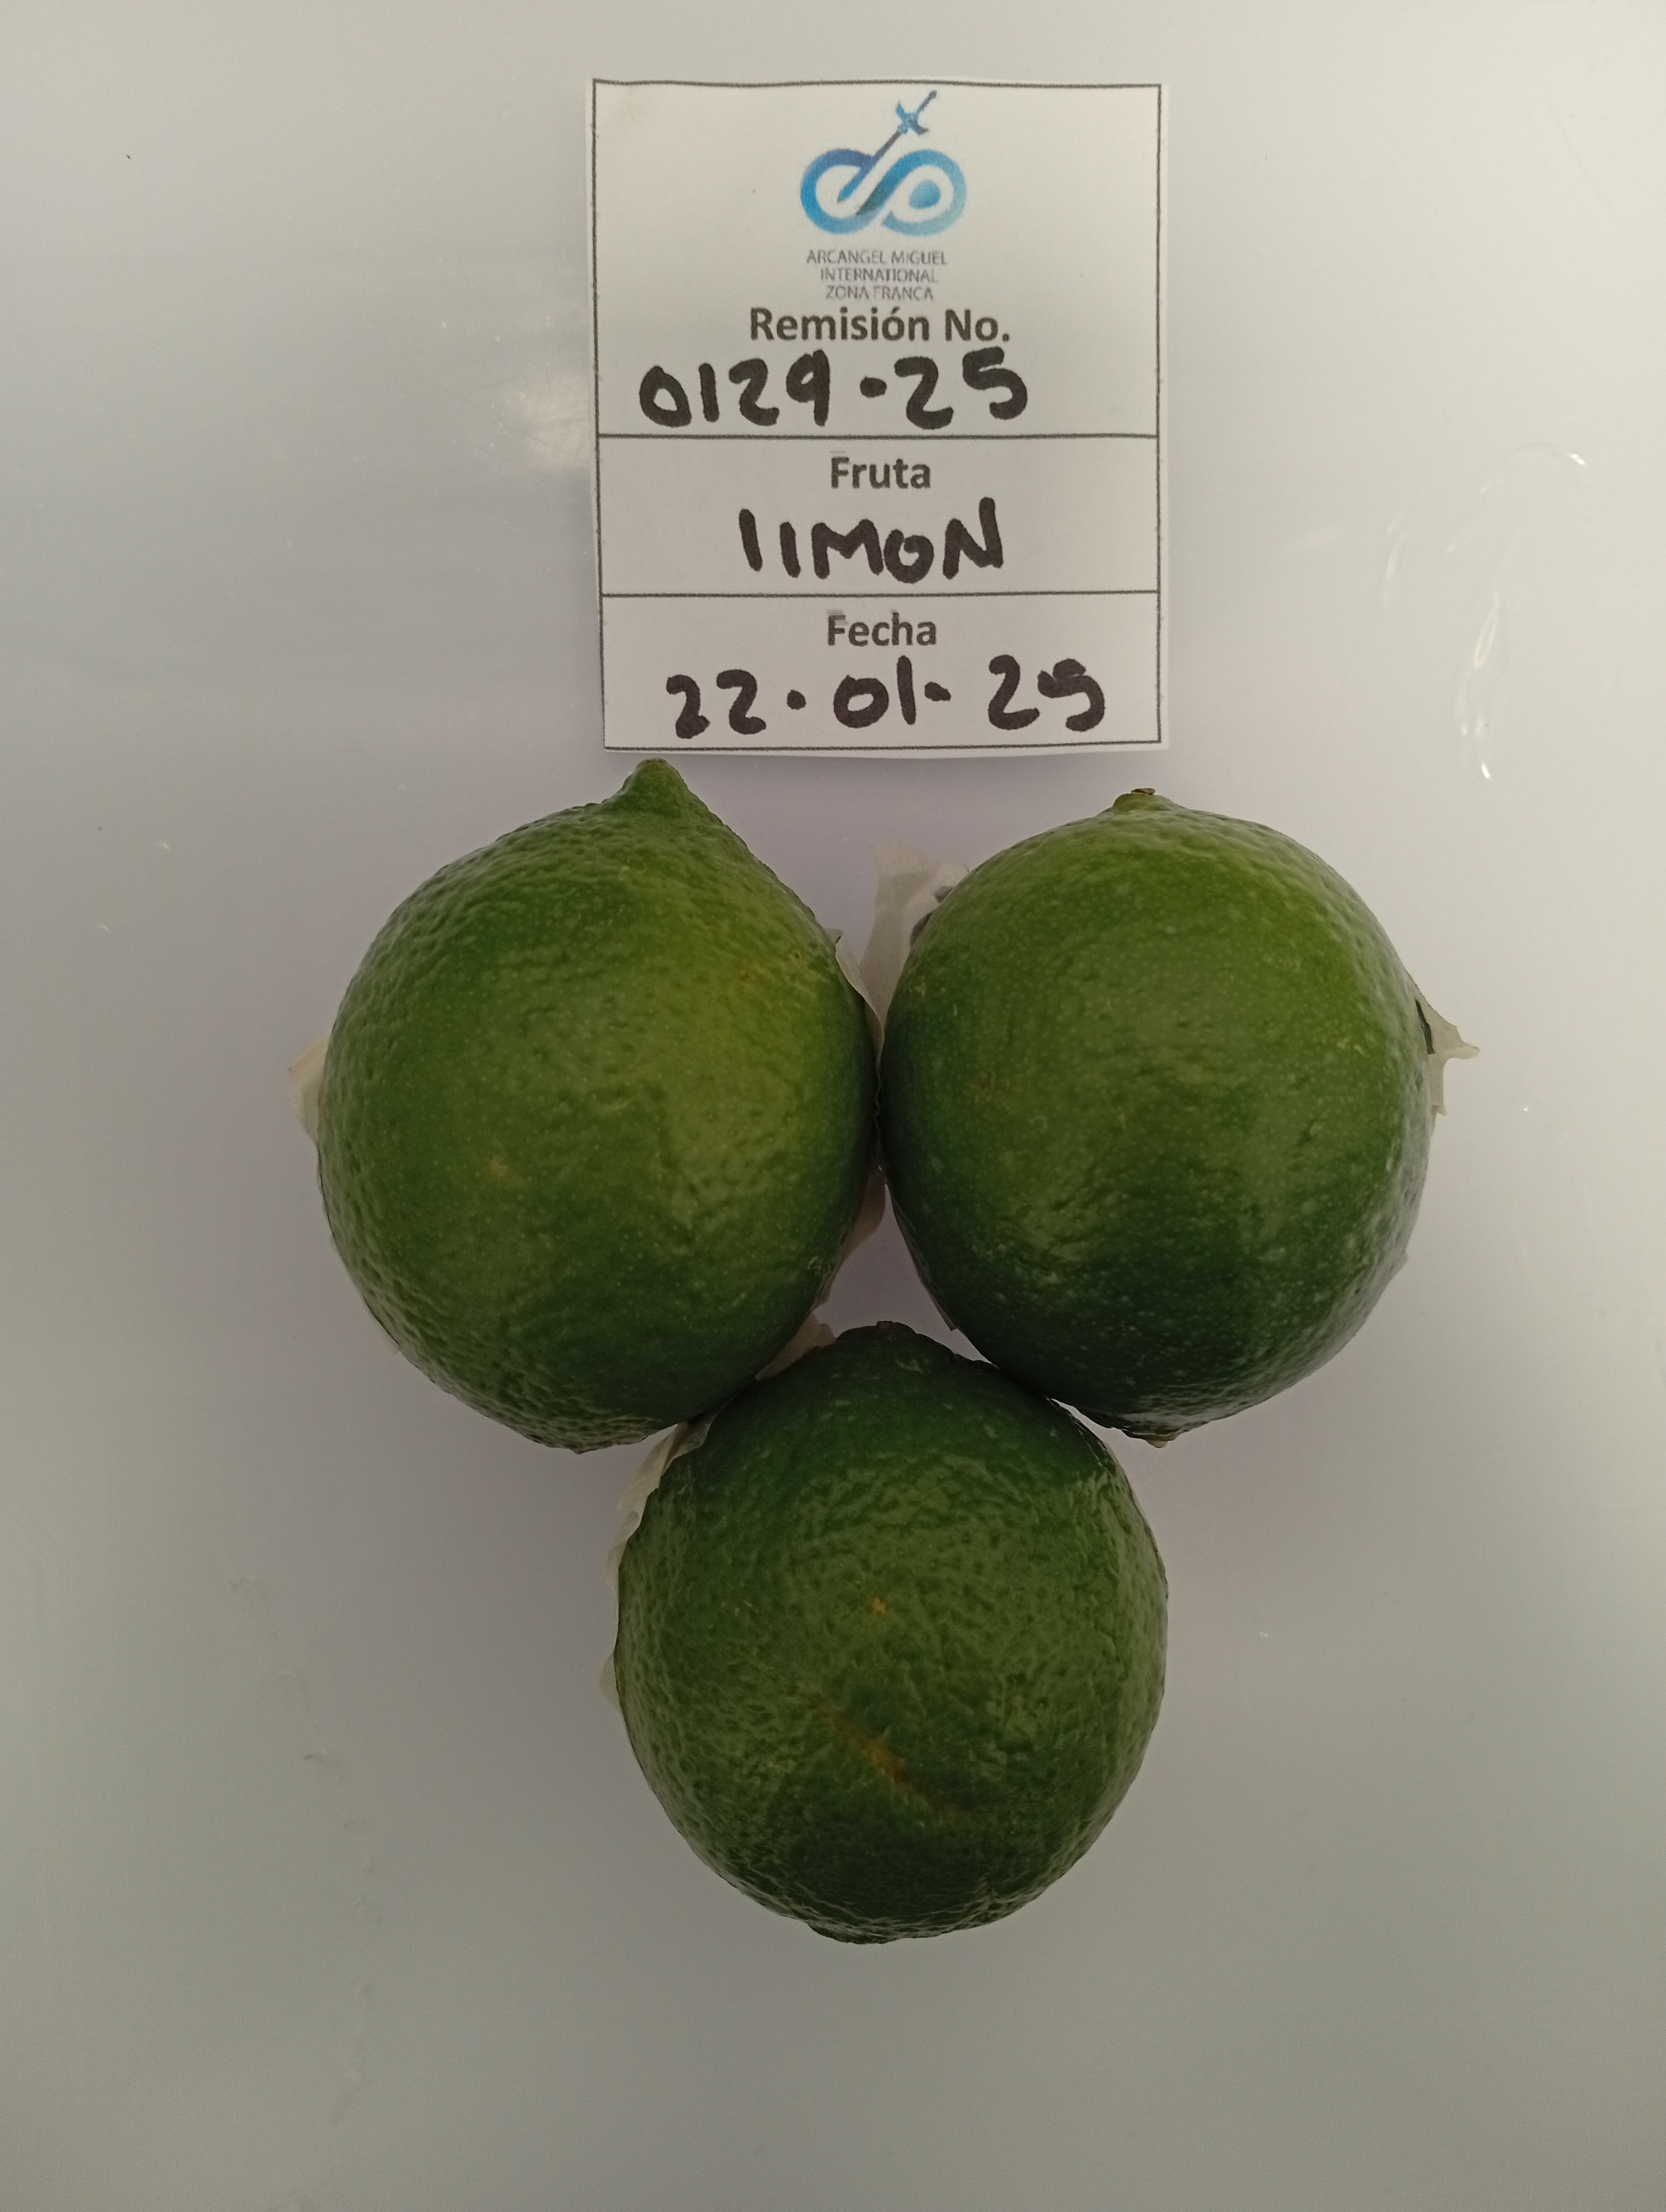 ARCANGEL MIGUEL
INTERNATIONAL
ZONA FRANCA
Remisión No.
0129-25
Fruta
lIMON
Fecha
22-01-25